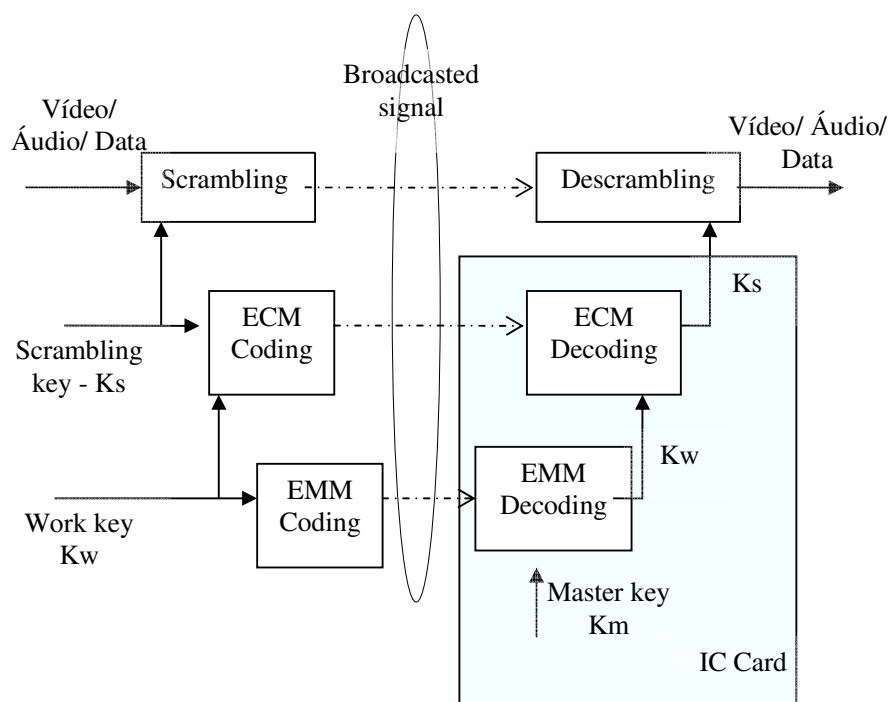 Broadcasted
signal
Vídeo/
Áudio/ Data
Vídeo/ Áudio/
Data
Scrambling
Descrambling
Ks
ECM
Coding
ECM
Decoding
Scrambling
key - Ks
Kw
EMM
Coding
EMM
Decoding
Work key
Kw
Master key
Km
IC Card